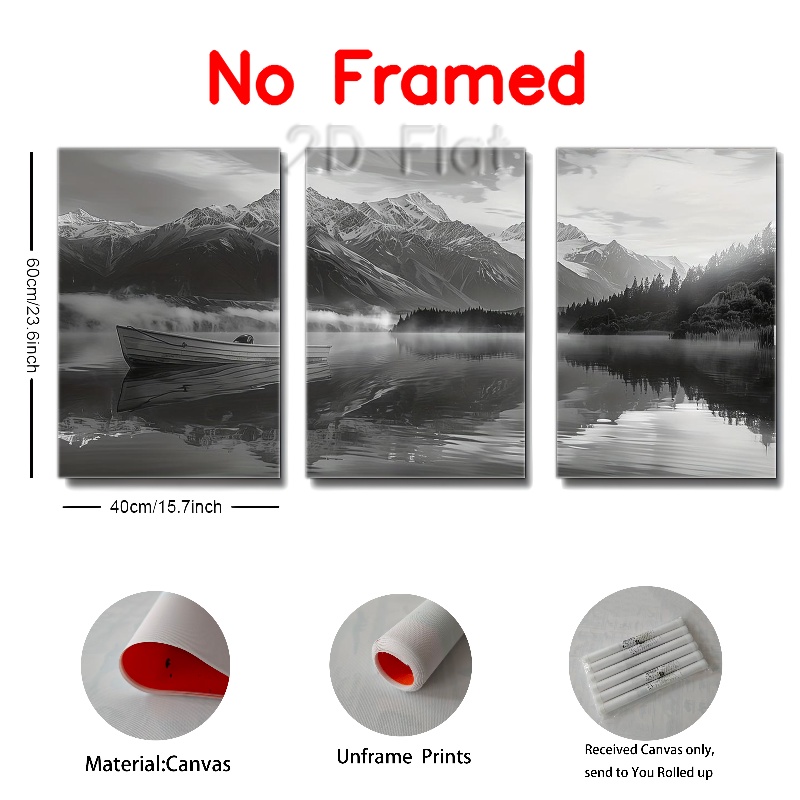 No Framed
2D Flat
60cm/23.6inch
40cm/15.7inch
Material:Canvas
Unframe Prints
Received Canvas only,
send to You Rolled up